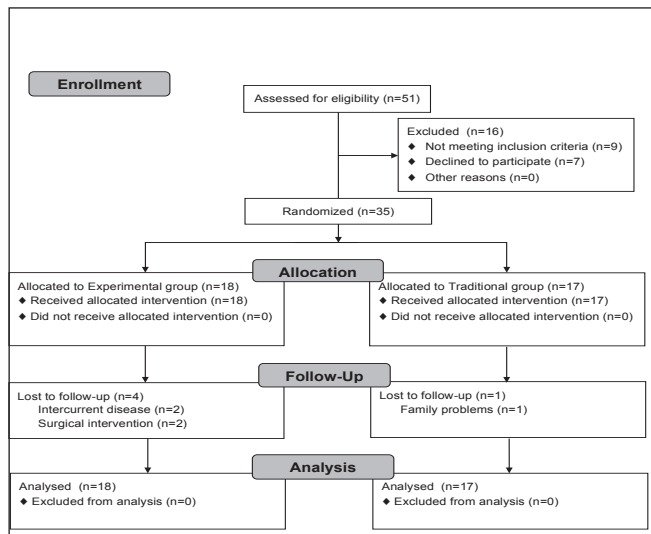 Enrollment
Assessed for eligibility (n=51)
Excluded (n=16)
◆ Not meeting inclusion criteria (n=9)
◆ Declined to participate (n=7)
◆ Other reasons (n=0)
Randomized (n=35)
Allocation
Allocated to Experimental group (n=18)
◆ Received allocated intervention (n=18)
◆ Did not receive allocated intervention (n=0)
Allocated to Traditional group (n=17)
◆ Received allocated intervention (n=17)
◆ Did not receive allocated intervention (n=0)
Follow-Up
Lost to follow-up (n=4)
Intercurrent disease (n=2)
Surgical intervention (n=2)
Lost to follow-up (n=1)
Family problems (n=1)
Analysis
Analysed (n=18)
◆ Excluded from analysis (n=0)
Analysed (n=17)
◆ Excluded from analysis (n=0)